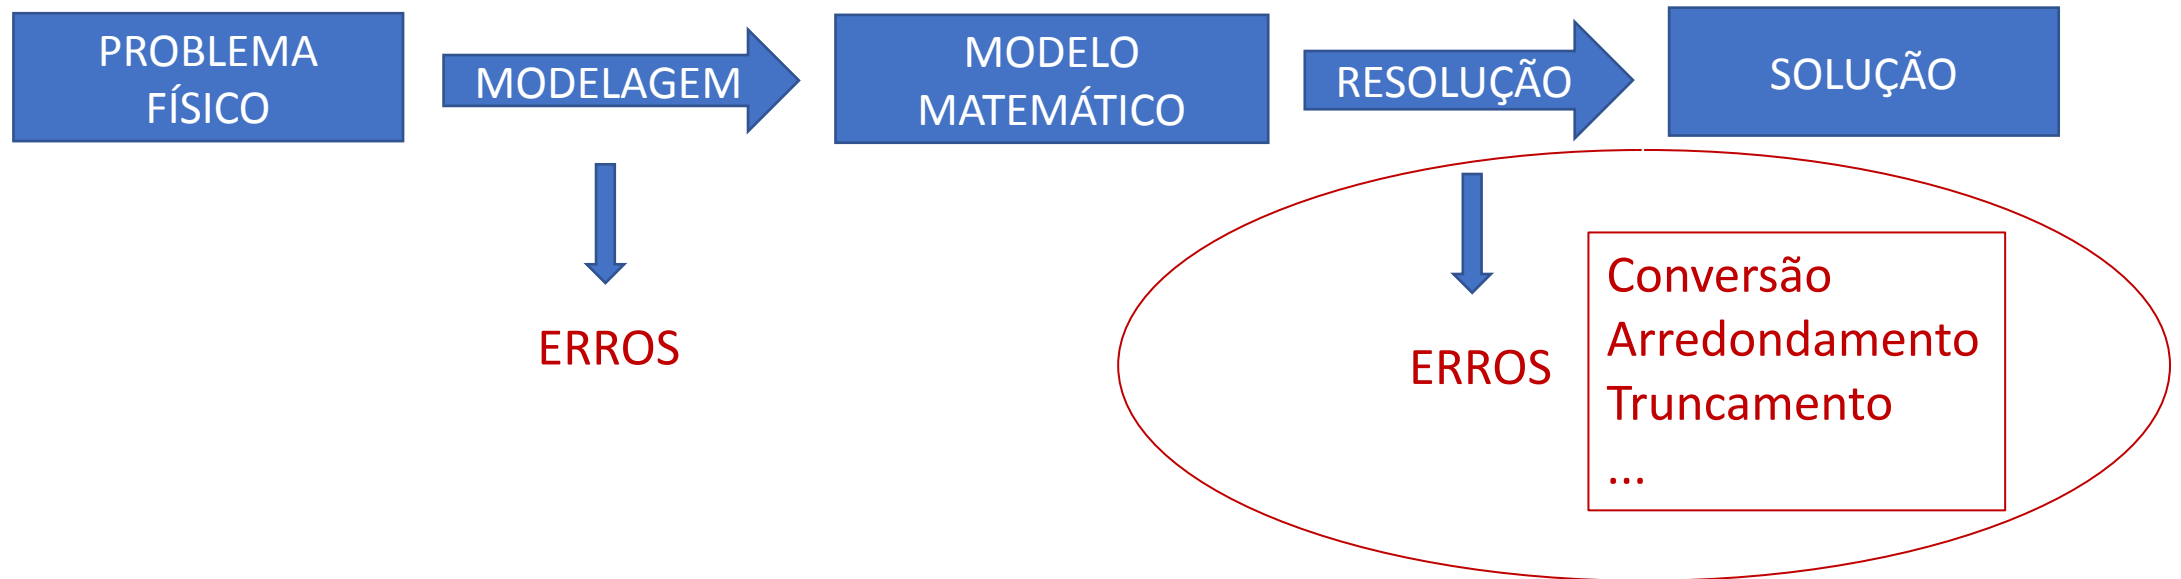 PROBLEMA
FÍSICO
MODELAGEM
MODELO
MATEMÁTICO
RESOLUÇÃO
SOLUÇÃO
ERROS
ERROS
Conversão
Arredondamento
Truncamento
...